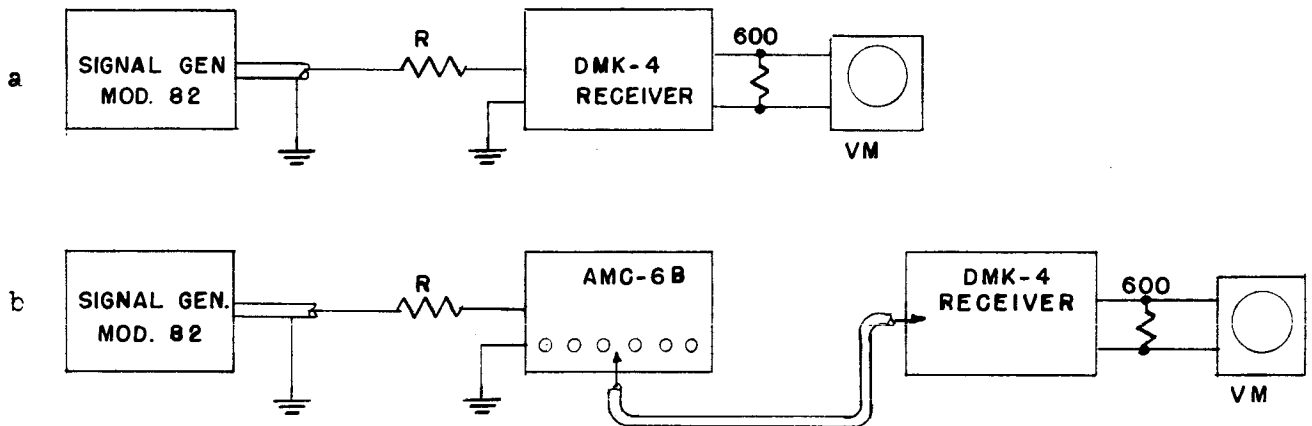 a
SIGNAL GEN
MOD. 82
R
DMK-4
RECEIVER
600
VM
b
SIGNAL GEN.
MOD. 82
R
AMC-6B
DMK-4
RECEIVER
600
VM